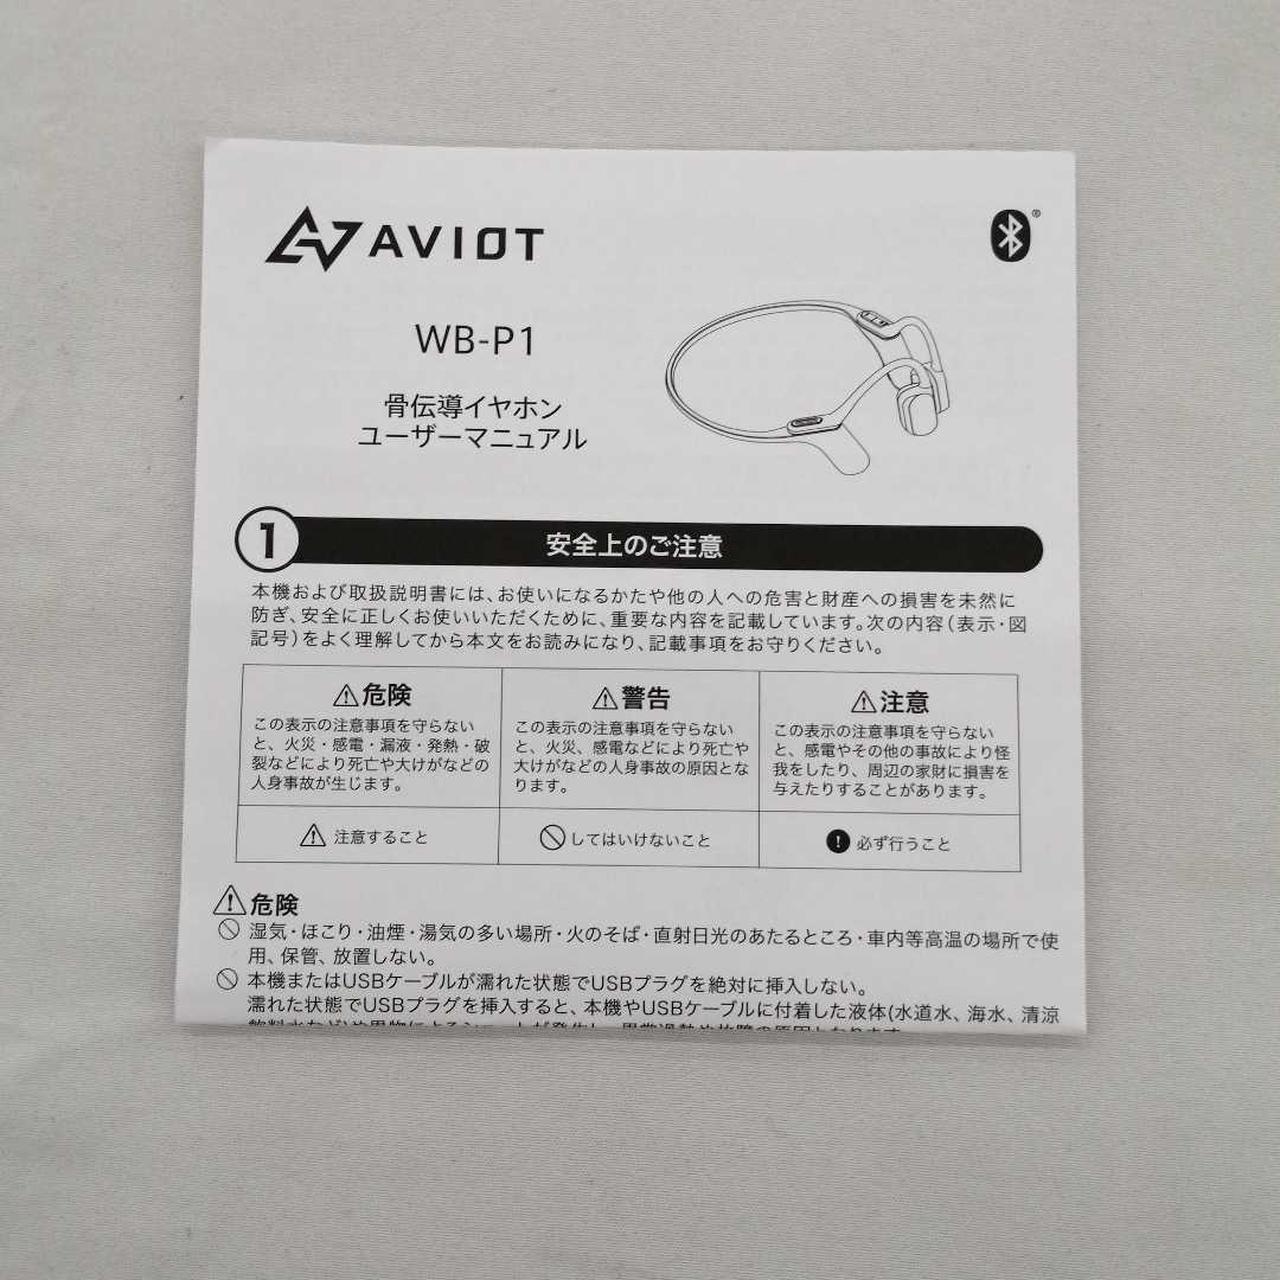 AVIOT
®
WB-P1
骨伝導イヤホン
ユーザーマニュアル
1 安全上のご注意
本機および取扱説明書には、お使いになるかたや他の人への危害と財産への損害を未然に
防ぎ、安全に正しくお使いいただくために、重要な内容を記載しています。次の内容(表示・図
記号)をよく理解してから本文をお読みになり、記載事項をお守りください。
危険
この表示の注意事項を守らない
と、火災・感電・漏液・発熱・破
裂などにより死亡や大けがなどの
人身事故が生じます。
警告
この表示の注意事項を守らない
と、火災、感電などにより死亡や
大けがなどの人身事故の原因とな
ります。
注意
この表示の注意事項を守らない
と、感電やその他の事故により怪
我をしたり、周辺の家財に損害を
与えたりすることがあります。
注意すること
してはいけないこと
必ず行うこと
危険
湿気・ほこり・油煙・湯気の多い場所・火のそば・直射日光のあたるところ・車内等高温の場所で使
用、保管、放置しない。
本機またはUSBケーブルが濡れた状態でUSBプラグを絶対に挿入しない。
濡れた状態でUSBプラグを挿入すると、本機やUSBケーブルに付着した液体(水道水、海水、清涼